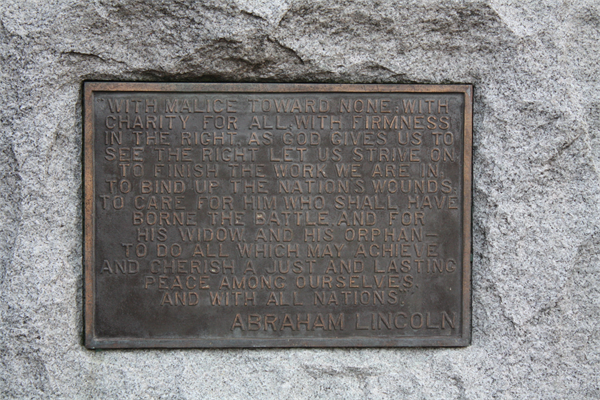 WITH MALICE TOWARD NONE; WITH
CHARITY FOR ALL; WITH FIRMNESS
IN THE RIGHT, AS GOD GIVES US TO
SEE THE RIGHT LET US STRIVE ON
TO FINISH THE WORK WE ARE IN;
TO BIND UP THE NATION'S WOUNDS;
TO CARE FOR HIM WHO SHALL HAVE
BORNE THE BATTLE, AND FOR
HIS WIDOW, AND HIS ORPHAN—
TO DO ALL WHICH MAY ACHIEVE
AND CHERISH A JUST AND LASTING
PEACE AMONG OURSELVES,
AND WITH ALL NATIONS.
ABRAHAM LINCOLN